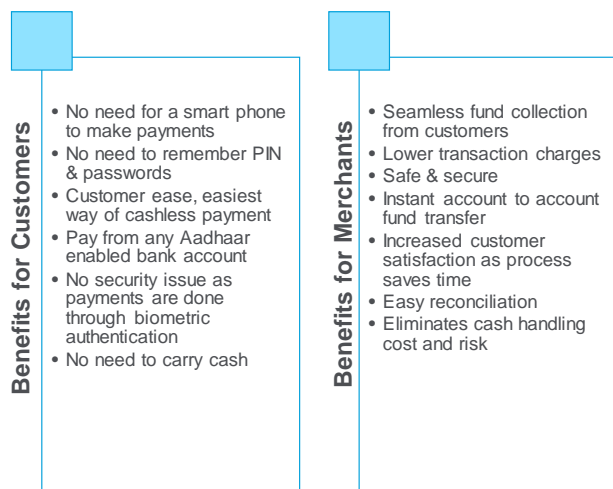 Benefits for Customers
• No need for a smart phone
to make payments
• No need to remember PIN
& passwords
• Customer ease, easiest
way of cashless payment
• Pay from any Aadhaar
enabled bank account
• No security issue as
payments are done
through biometric
authentication
• No need to carry cash
Benefits for Merchants
• Seamless fund collection
from customers
• Lower transaction charges
• Safe & secure
• Instant account to account
fund transfer
• Increased customer
satisfaction as process
saves time
• Easy reconciliation
• Eliminates cash handling
cost and risk